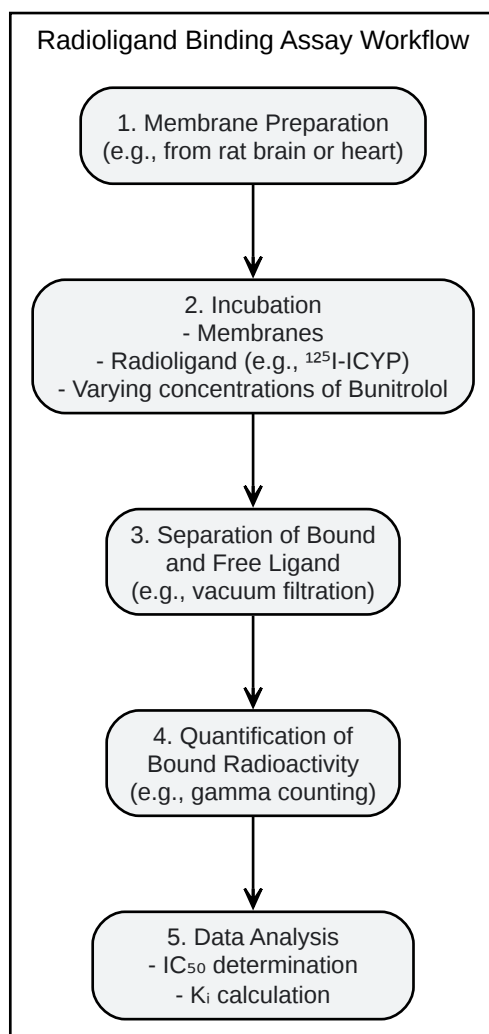 Radioligand Binding Assay Workflow
1. Membrane Preparation
(e.g., from rat brain or heart)
2. Incubation
- Membranes
- Radioligand (e.g., ¹²⁵I-ICYP)
- Varying concentrations of Bunitrolol
3. Separation of Bound
and Free Ligand
(e.g., vacuum filtration)
4. Quantification of
Bound Radioactivity
(e.g., gamma counting)
5. Data Analysis
- IC₅₀ determination
- Kᵢ calculation